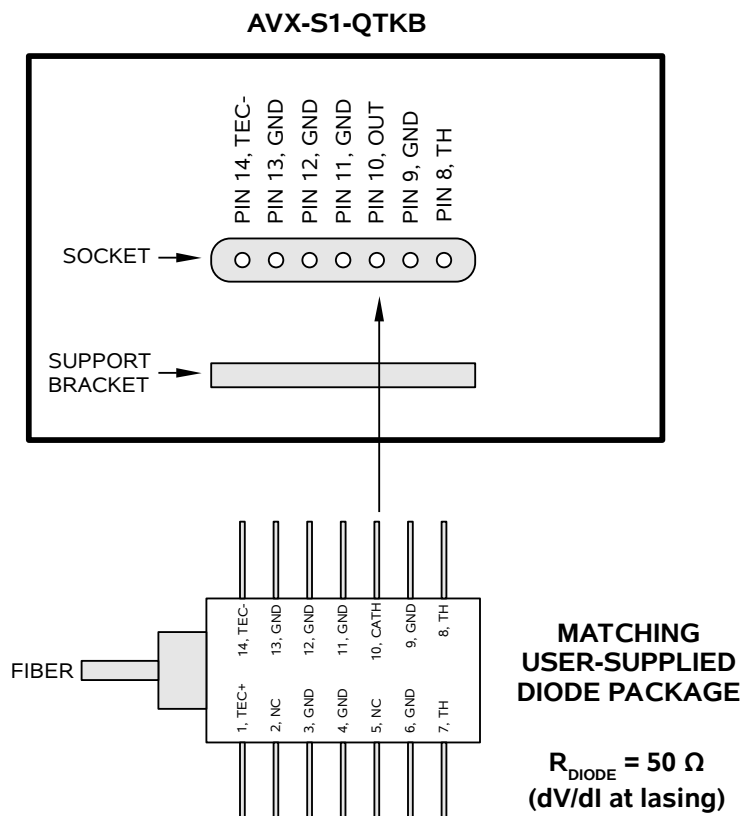 AVX-S1-QTKB
PIN 14, TEC-
PIN 13, GND
PIN 12, GND
PIN 11, GND
PIN 10, OUT
PIN 9, GND
PIN 8, TH
SOCKET
SUPPORT
BRACKET
14, TEC-
13, GND
12, GND
11, GND
10, CATH
9, GND
8, TH
FIBER
1, TEC+
2, NC
3, GND
4, GND
5, NC
6, GND
7, TH
MATCHING
USER-SUPPLIED
DIODE PACKAGE
R_DIODE = 50 Ω
(dV/dI at lasing)